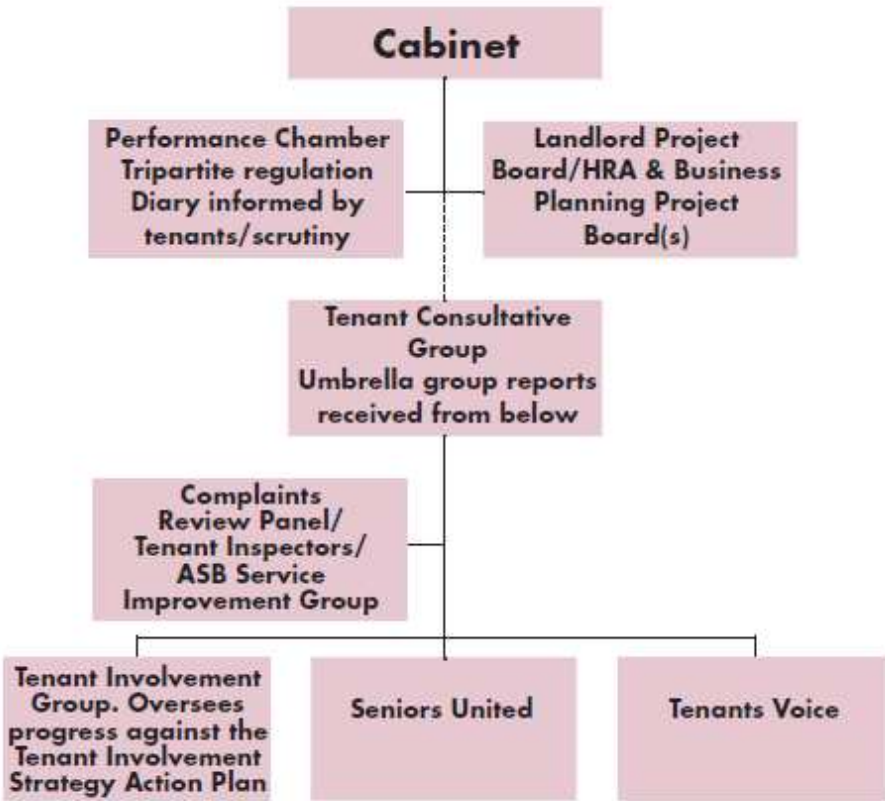 Cabinet
Performance Chamber
Tripartite regulation
Diary informed by
tenants/scrutiny
Landlord Project
Board/HRA & Business
Planning Project
Board(s)
Tenant Consultative
Group
Umbrella group reports
received from below
Complaints
Review Panel/
Tenant Inspectors/
ASB Service
Improvement Group
Tenant Involvement
Group. Oversees
progress against the
Tenant Involvement
Strategy Action Plan
Seniors United
Tenants Voice